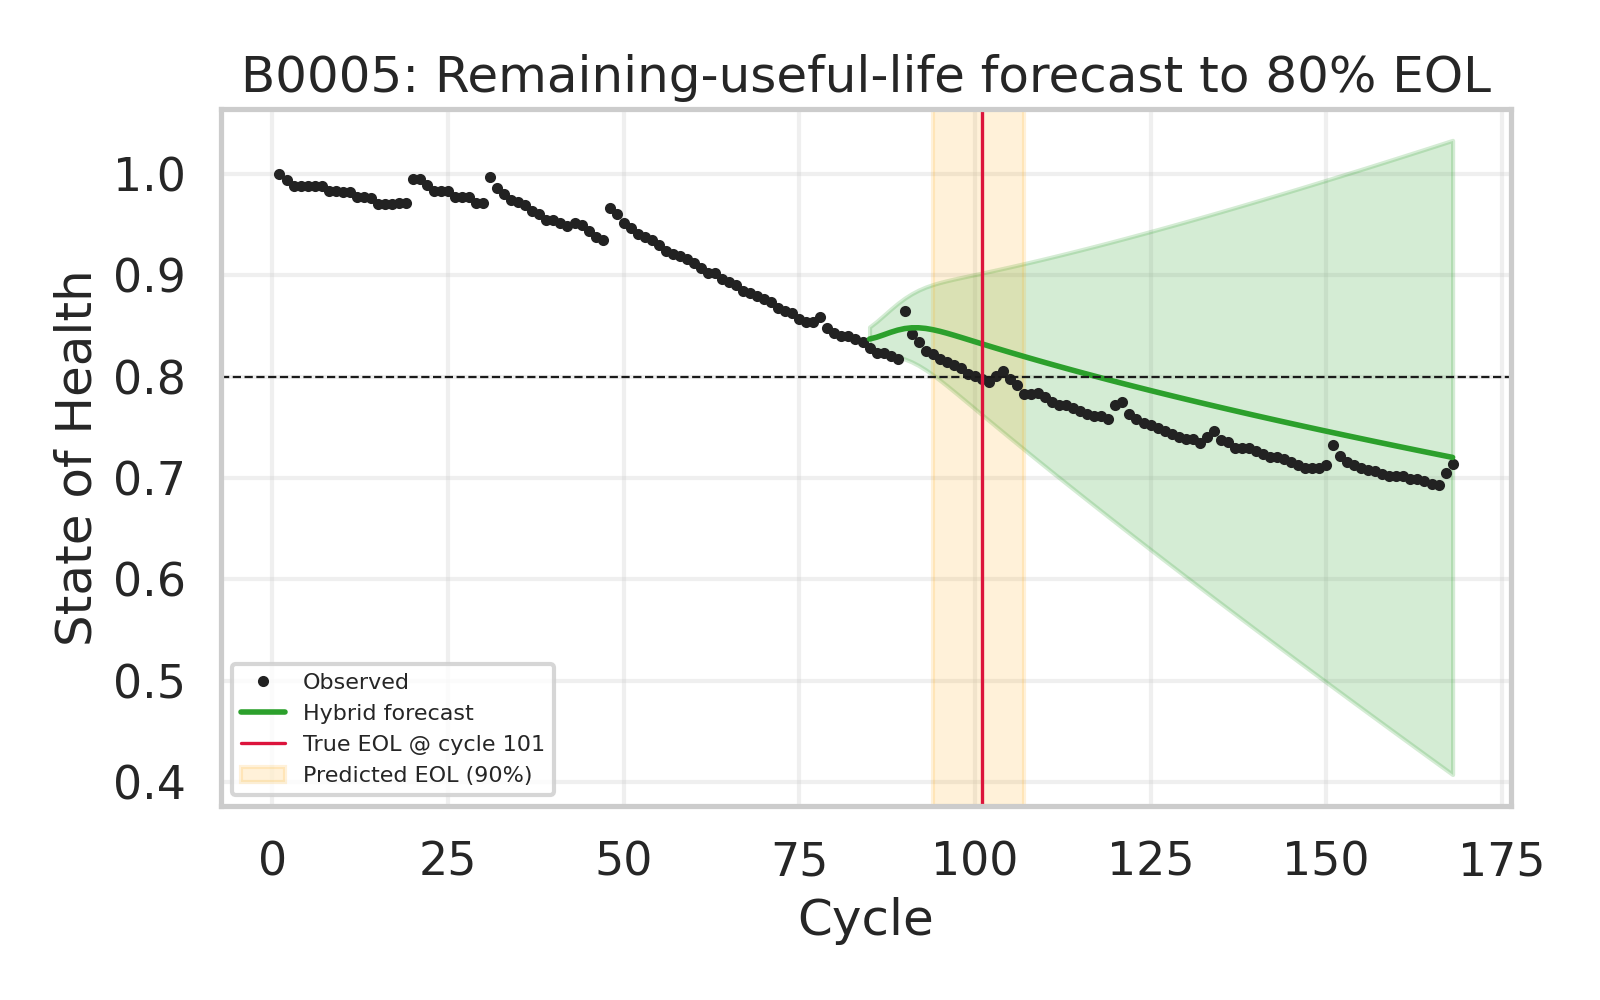 B0005: Remaining-useful-life forecast to 80% EOL
State of Health
1.0
0.9
0.8
0.7
0.6
0.5
0.4
Observed
Hybrid forecast
True EOL @ cycle 101
Predicted EOL (90%)
0 25 50 75 100 125 150 175
Cycle